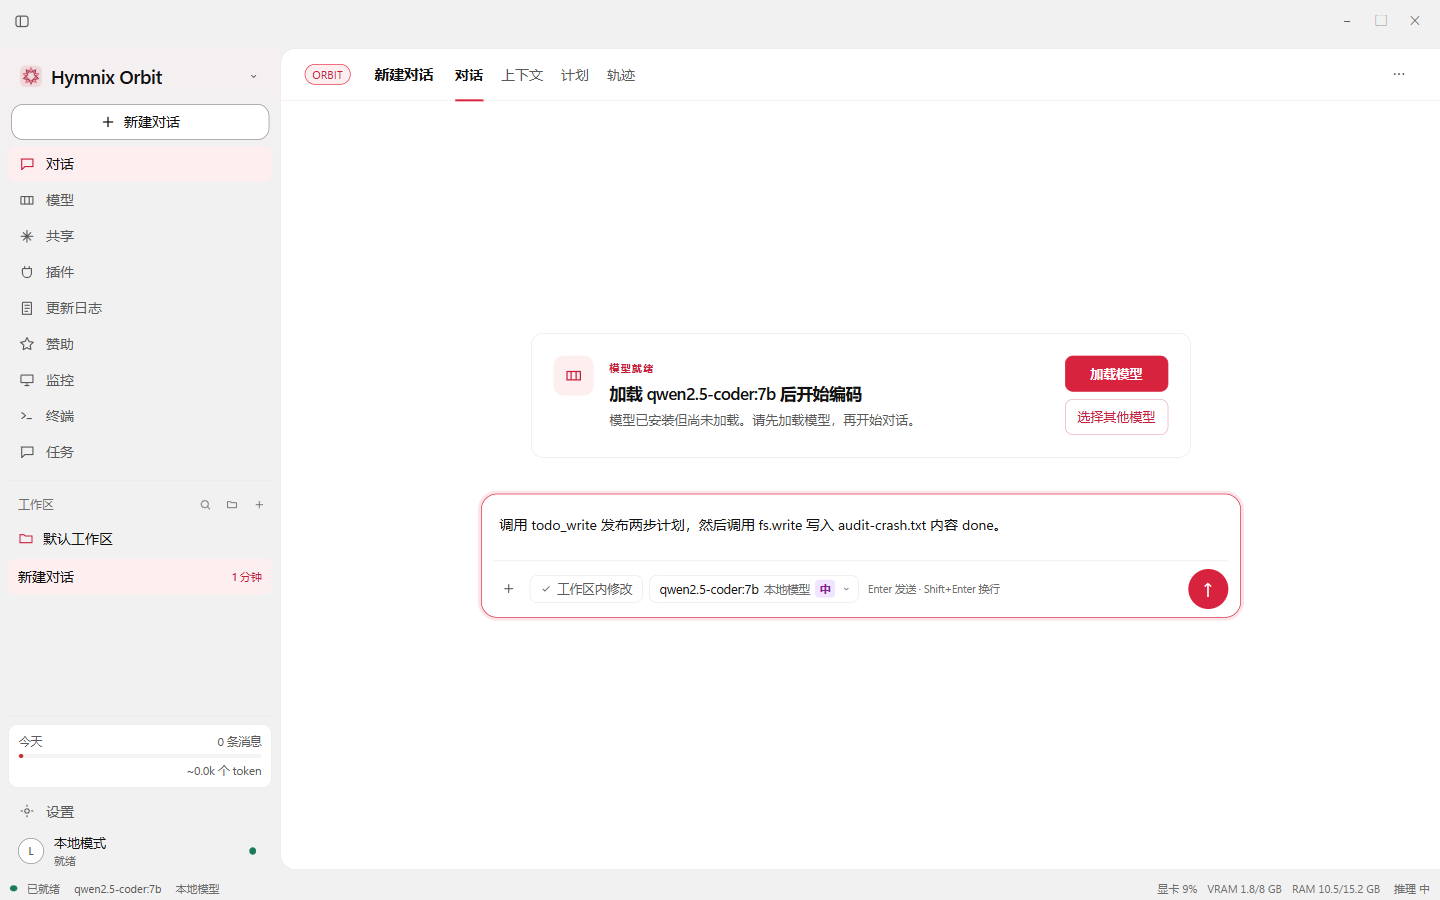 Hymnix Orbit
新建对话
对话
模型
共享
插件
更新日志
赞助
监控
终端
任务
工作区
默认工作区
新建对话 1 分钟
今天 0 条消息
~0.0k 个 token
设置
L 本地模式
就绪
ORBIT 新建对话 对话 上下文 计划 轨迹
模型就绪
加载 qwen2.5-coder:7b 后开始编码
模型已安装但尚未加载。请先加载模型，再开始对话。
加载模型
选择其他模型
调用 todo_write 发布两步计划，然后调用 fs.write 写入 audit-crash.txt 内容 done。
工作区内修改 qwen2.5-coder:7b 本地模型 中 Enter 发送 · Shift+Enter 换行
已就绪 qwen2.5-coder:7b 本地模型 显卡 9% VRAM 1.8/8 GB RAM 10.5/15.2 GB 推理 中